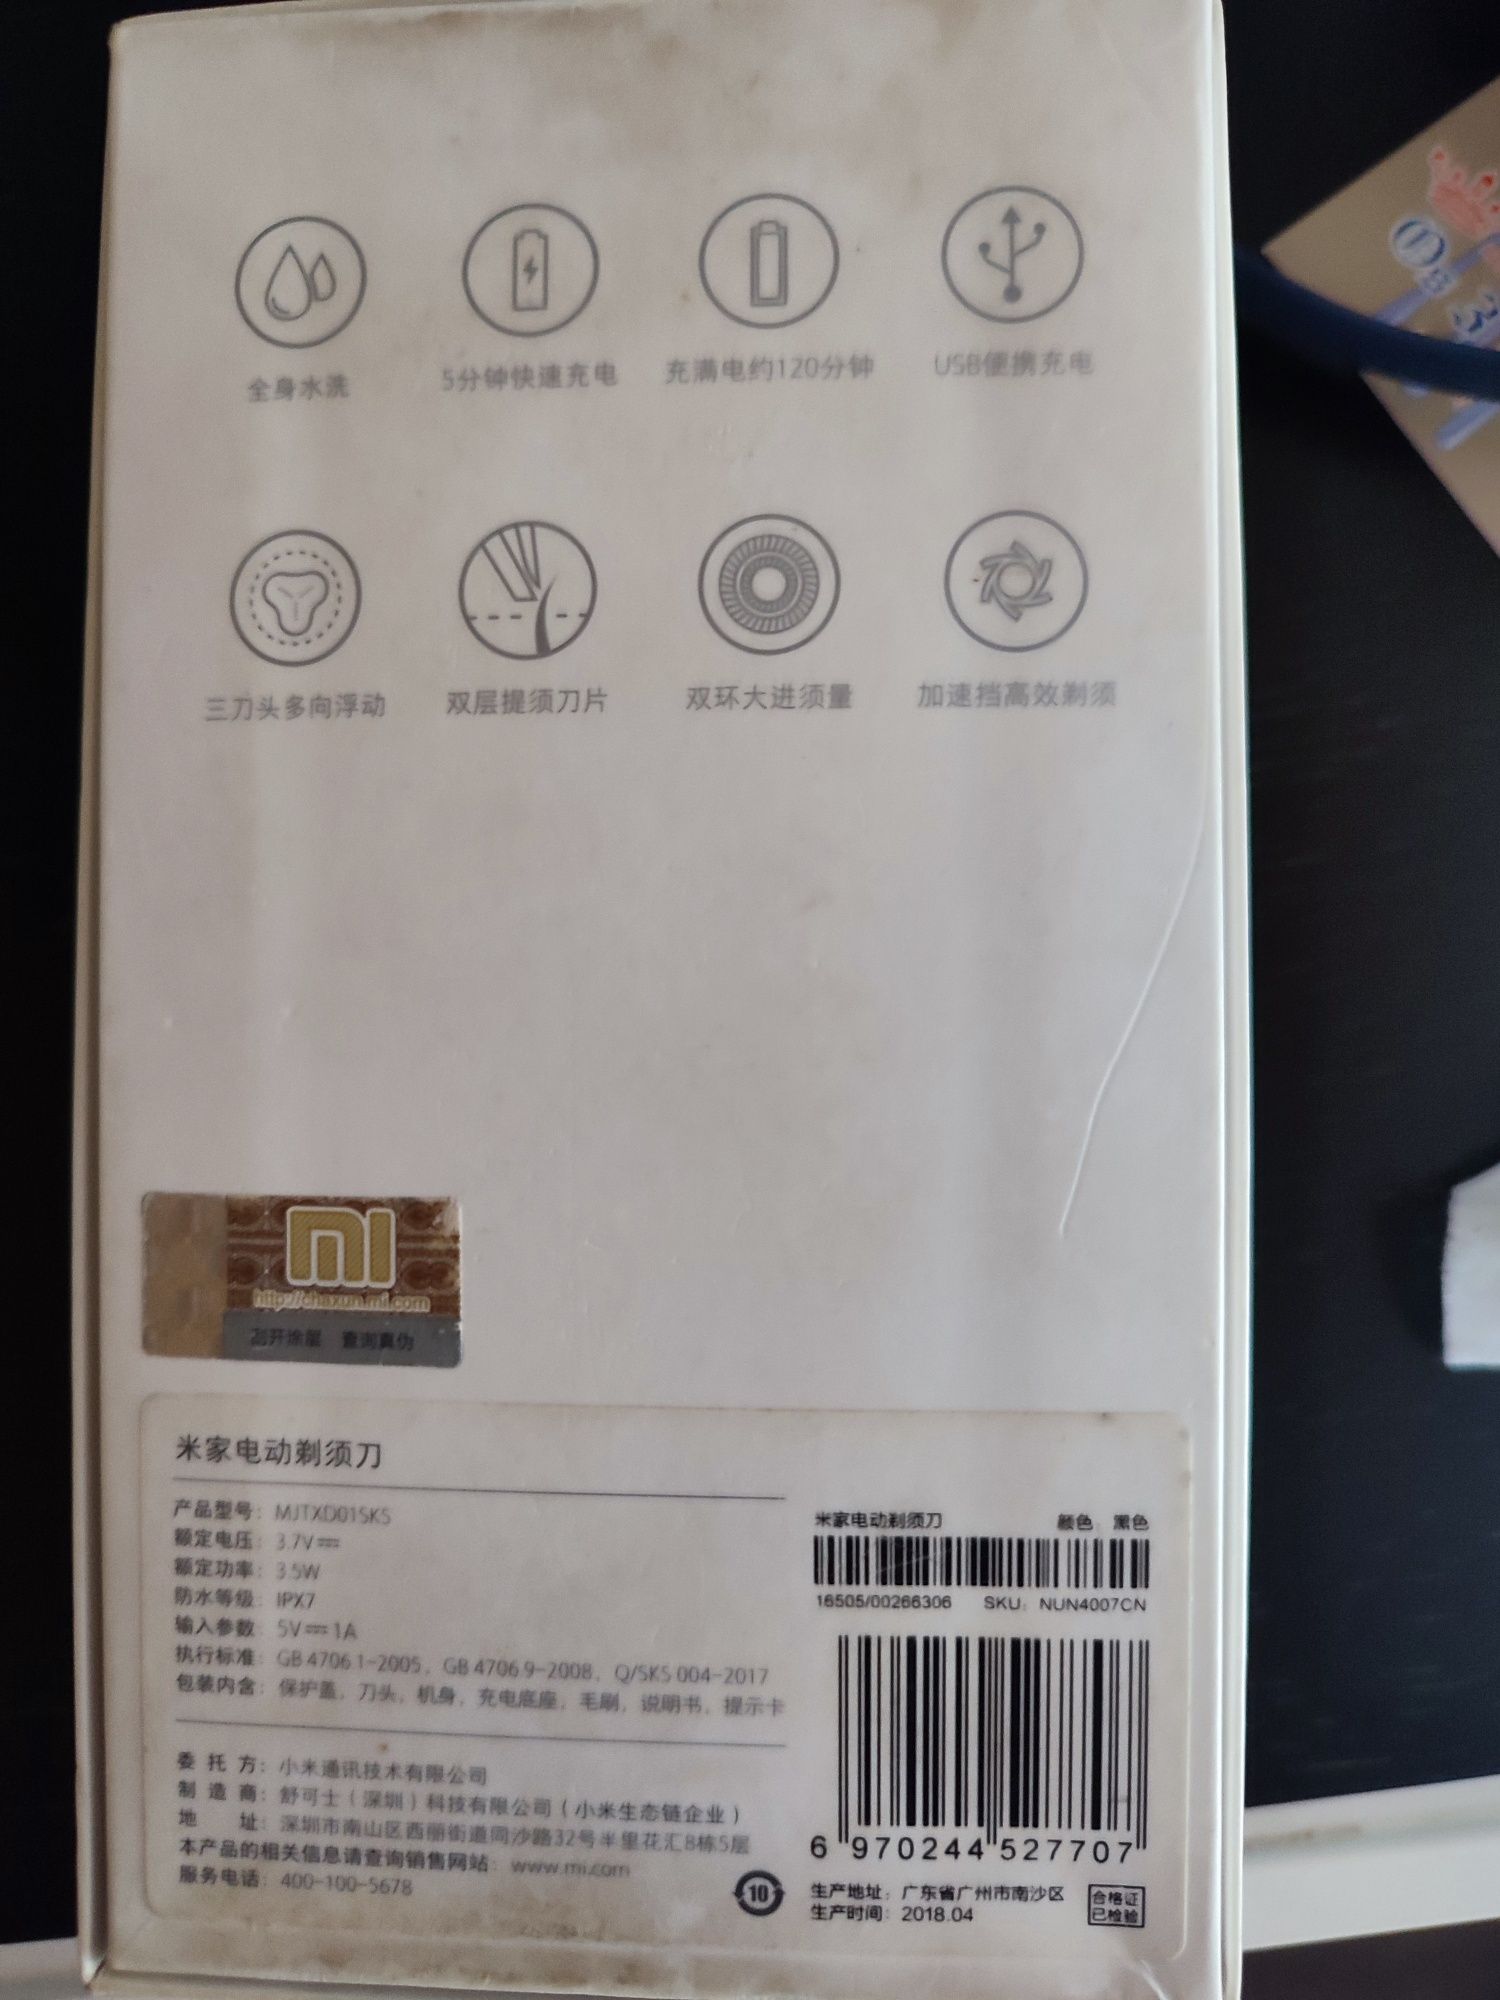 全身水洗
5分钟快速充电
充满电约120分钟
USB便携充电
三刀头多向浮动
双层提须刀片
双环大进须量
加速挡高效剃须
mi
http://chaxun.mi.com
刮开涂层 查询真伪
米家电动剃须刀
产品型号：MJTXD01SKS
额定电压：3.7V⎓
额定功率：3.5W
防水等级：IPX7
输入参数：5V⎓1A
执行标准：GB 4706.1-2005，GB 4706.9-2008，Q/SKS 004-2017
包装内含：保护盖，刀头，机身，充电底座，毛刷，说明书，提示卡
委 托 方：小米通讯技术有限公司
制 造 商：舒可士（深圳）科技有限公司（小米生态链企业）
地 址：深圳市南山区西丽街道同沙路32号半里花汇8栋5层
本产品的相关信息请查询销售网站：www.mi.com
服务电话：400-100-5678
10
米家电动剃须刀 颜色：黑色
16505/00266306 SKU：NUN4007CN
6 970244 527707
生产地址：广东省广州市南沙区
生产时间：2018.04
合格证
已检验